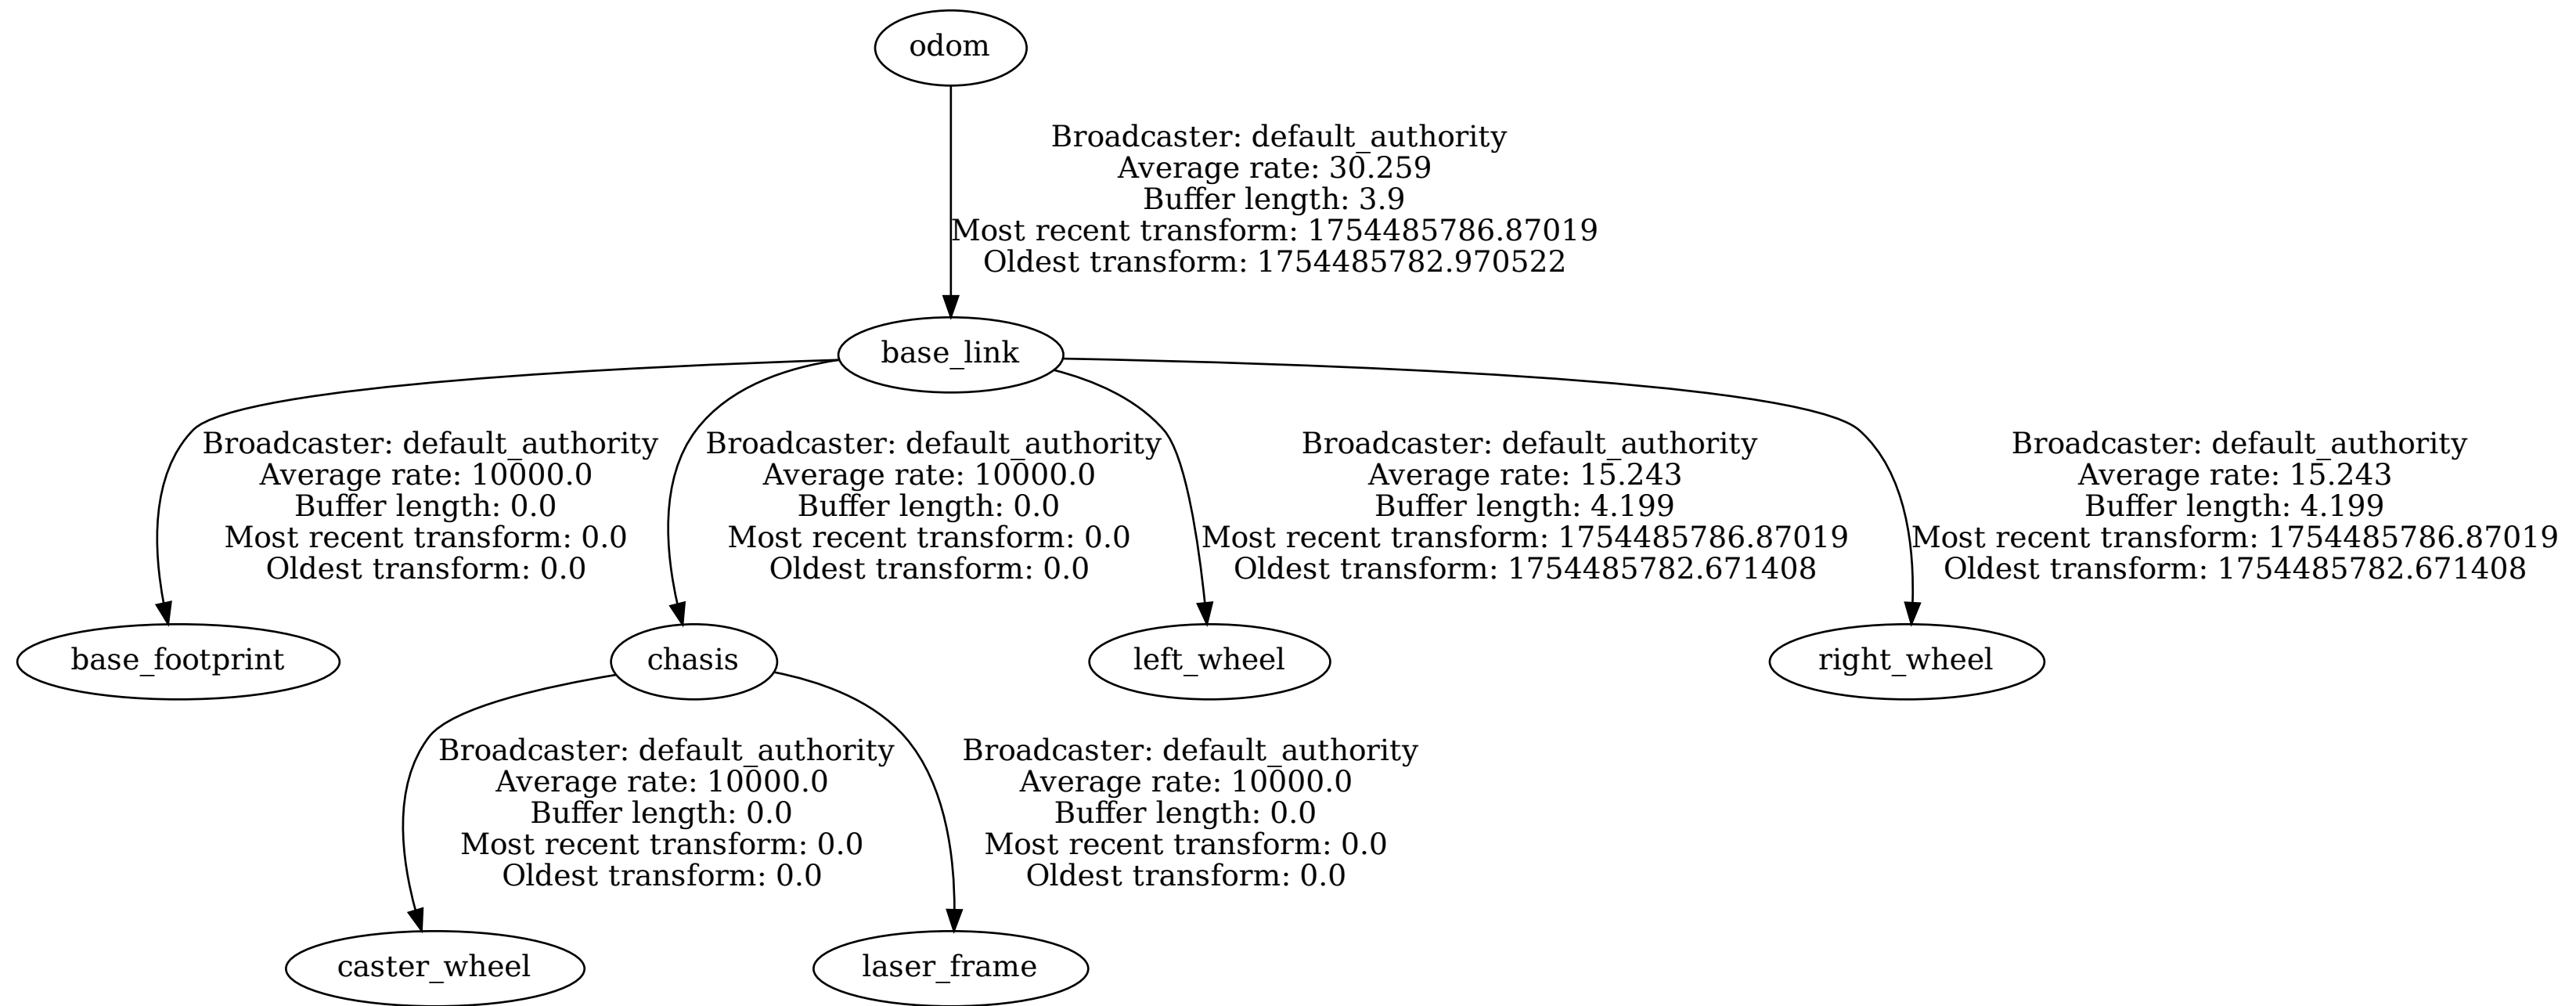 odom
Broadcaster: default_authority
Average rate: 30.259
Buffer length: 3.9
Most recent transform: 1754485786.87019
Oldest transform: 1754485782.970522
base_link
Broadcaster: default_authority
Average rate: 10000.0
Buffer length: 0.0
Most recent transform: 0.0
Oldest transform: 0.0
Broadcaster: default_authority
Average rate: 10000.0
Buffer length: 0.0
Most recent transform: 0.0
Oldest transform: 0.0
Broadcaster: default_authority
Average rate: 15.243
Buffer length: 4.199
Most recent transform: 1754485786.87019
Oldest transform: 1754485782.671408
Broadcaster: default_authority
Average rate: 15.243
Buffer length: 4.199
Most recent transform: 1754485786.87019
Oldest transform: 1754485782.671408
base_footprint
chasis
left_wheel
right_wheel
Broadcaster: default_authority
Average rate: 10000.0
Buffer length: 0.0
Most recent transform: 0.0
Oldest transform: 0.0
Broadcaster: default_authority
Average rate: 10000.0
Buffer length: 0.0
Most recent transform: 0.0
Oldest transform: 0.0
caster_wheel
laser_frame